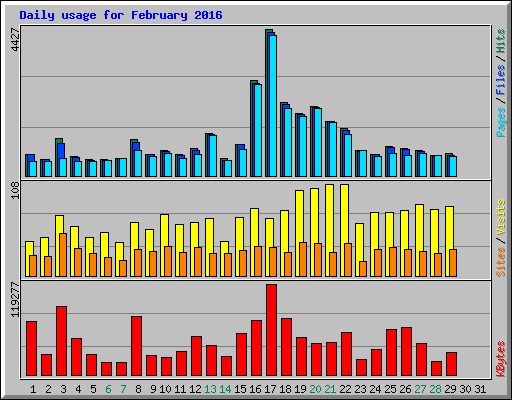 Daily usage for February 2016
4427
Pages / Files / Hits
108
Sites / Visits
119277
KBytes
1 2 3 4 5 6 7 8 9 10 11 12 13 14 15 16 17 18 19 20 21 22 23 24 25 26 27 28 29 30 31